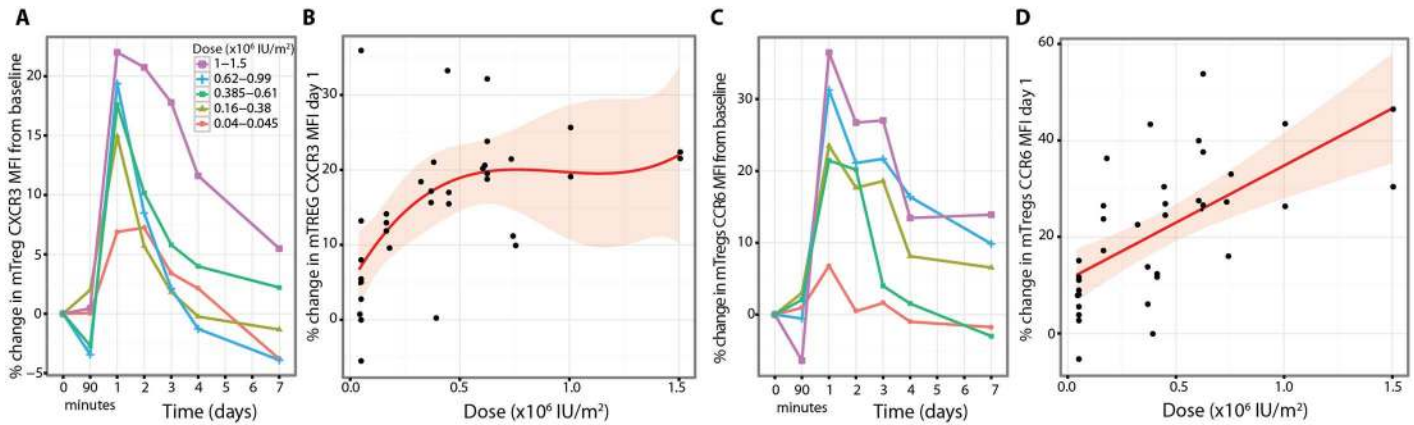 A
% change in mTreg CXCR3 MFI from baseline
20
15
10
5
0
−5
Dose (x10⁶ IU/m²)
1−1.5
0.62−0.99
0.385−0.61
0.16−0.38
0.04−0.045
0 90 1 2 3 4 7
minutes
Time (days)
B
% change in mTREG CXCR3 MFI day 1
30
20
10
0
0.0 0.5 1.0 1.5
Dose (x10⁶ IU/m²)
C
% change in mTregs CCR6 MFI from baseline
30
20
10
0
0 90 1 2 3 4 5 6 7
minutes
Time (days)
D
% change in mTregs CCR6 MFI day 1
60
40
20
0
0.0 0.5 1.0 1.5
Dose (x10⁶ IU/m²)